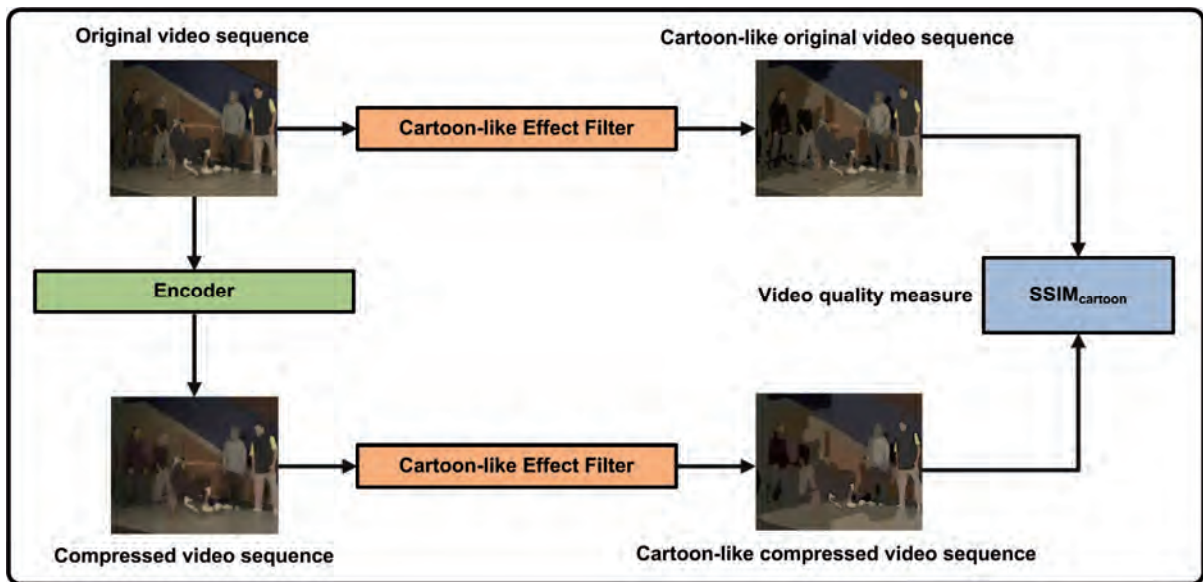 Original video sequence
Cartoon-like original video sequence
Cartoon-like Effect Filter
Encoder
Video quality measure
SSIMcartoon
Cartoon-like Effect Filter
Compressed video sequence
Cartoon-like compressed video sequence